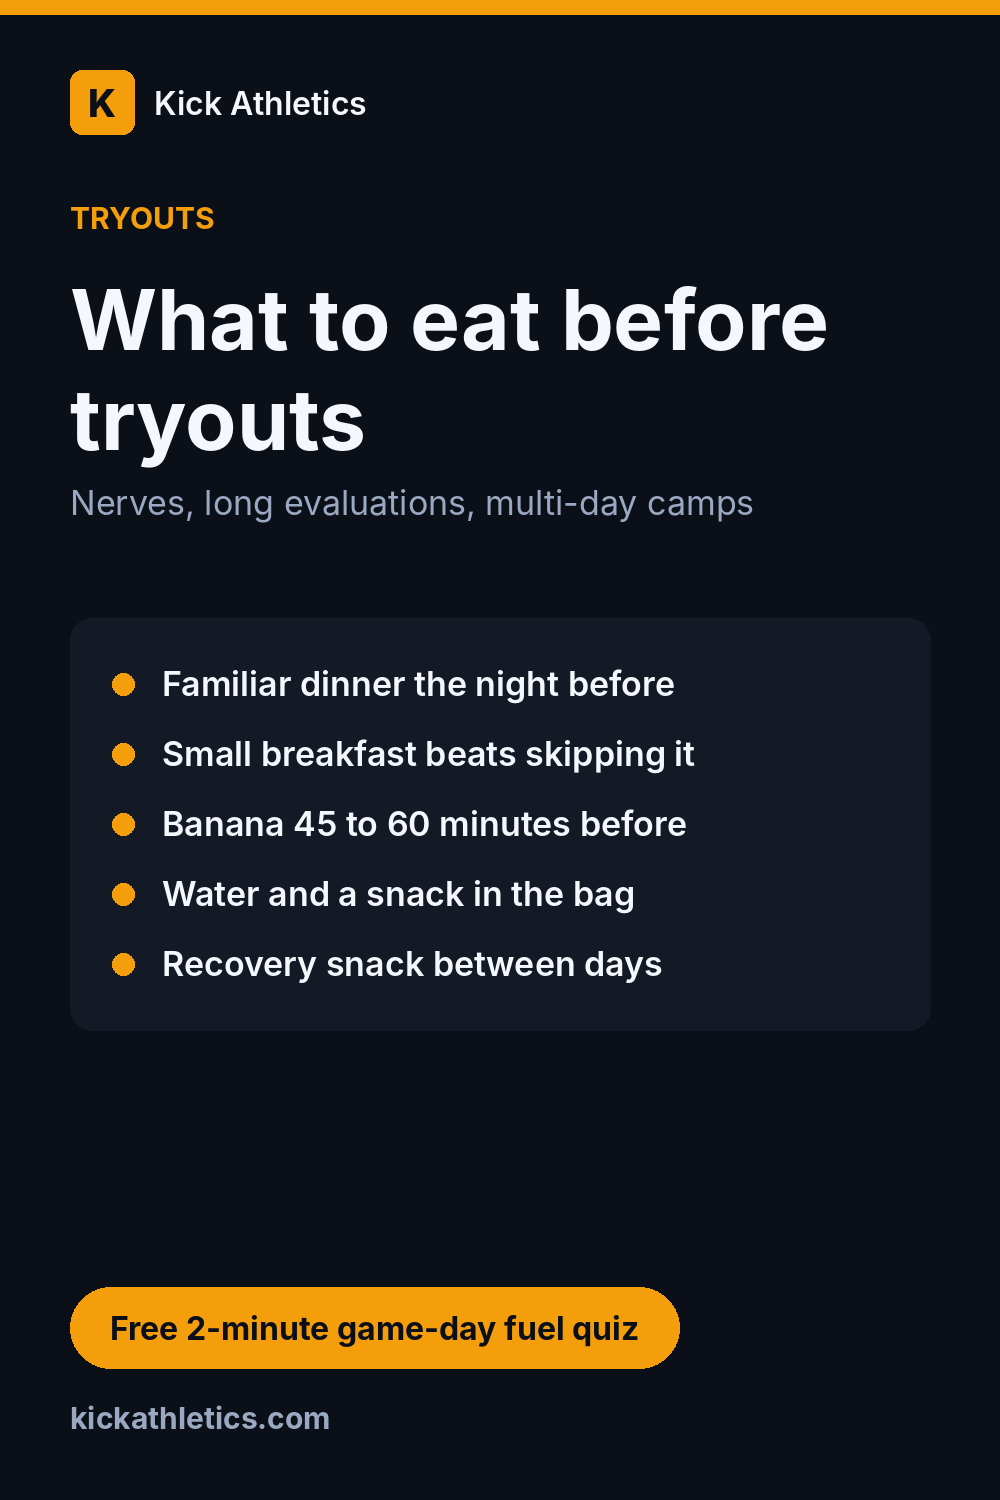 K
Kick Athletics
TRYOUTS
What to eat before
tryouts
Nerves, long evaluations, multi-day camps
Familiar dinner the night before
Small breakfast beats skipping it
Banana 45 to 60 minutes before
Water and a snack in the bag
Recovery snack between days
Free 2-minute game-day fuel quiz
kickathletics.com